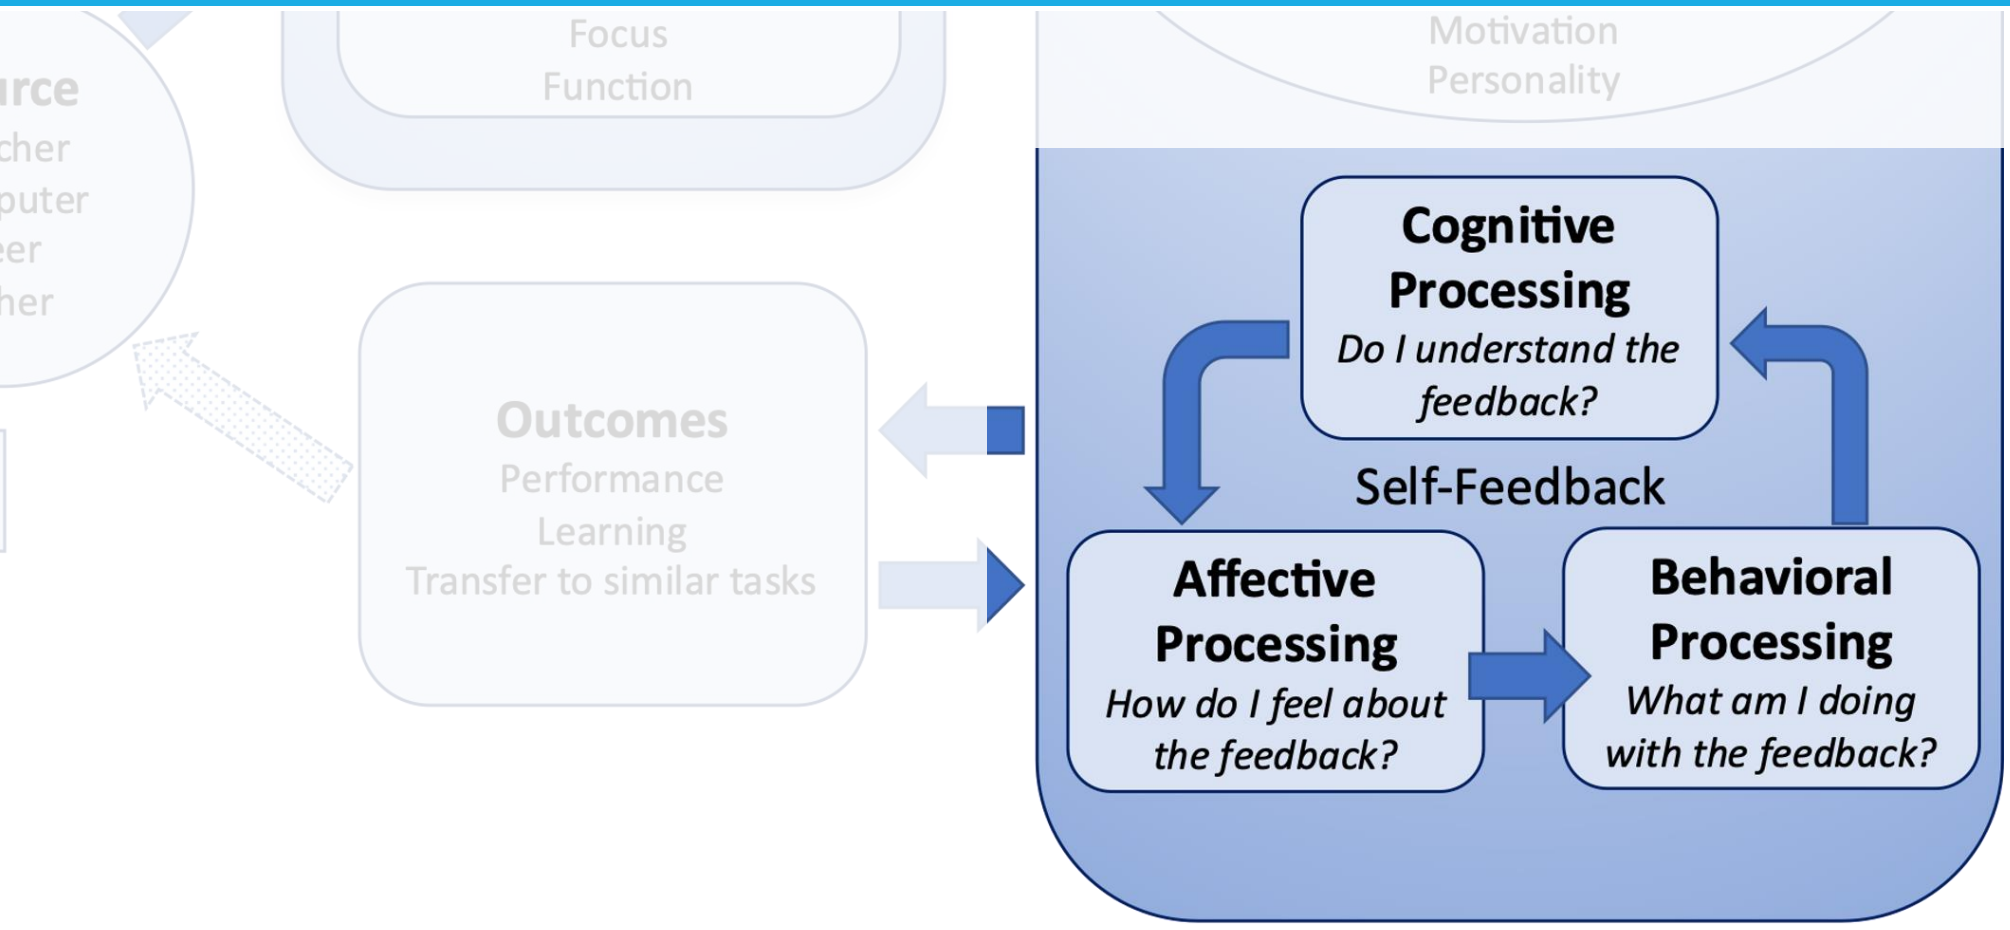 Focus
Function
Motivation
Personality
urce
cher
puter
eer
her
Cognitive
Processing
Do I understand the
feedback?
Outcomes
Performance
Learning
Transfer to similar tasks
Self-Feedback
Affective
Processing
How do I feel about
the feedback?
Behavioral
Processing
What am I doing
with the feedback?